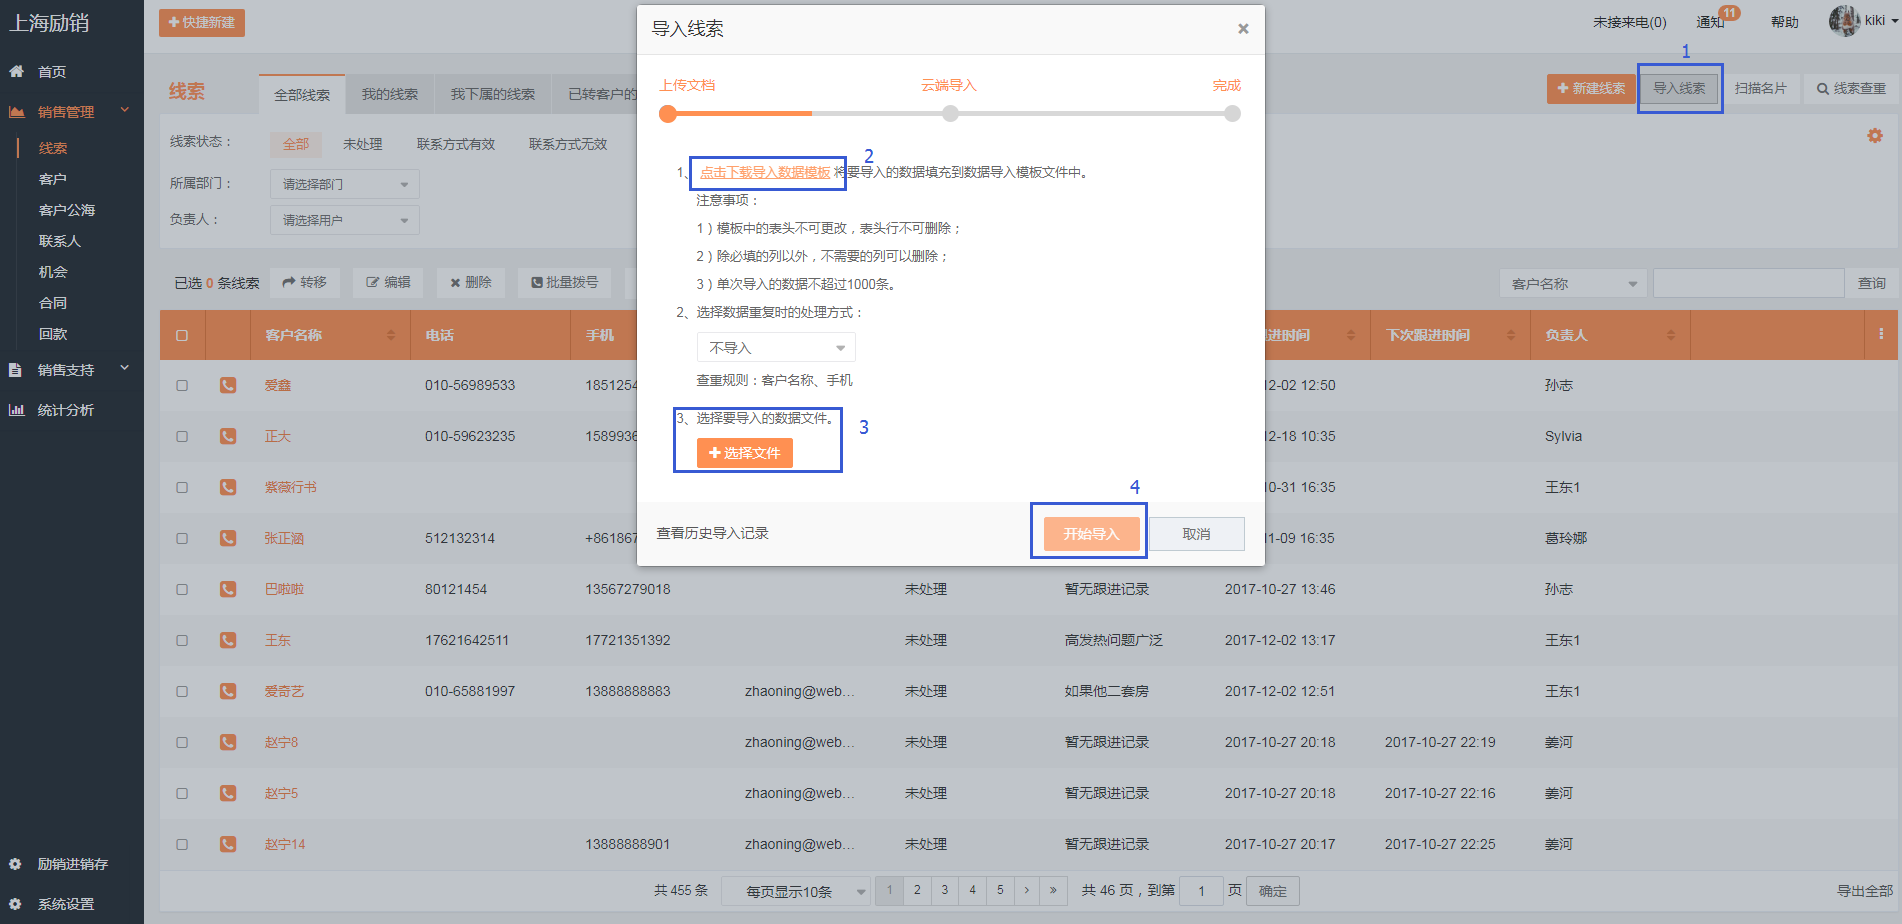 上海励销
快捷新建
未接来电(0)
通知
11
帮助
kiki
首页
销售管理
线索
客户
客户公海
联系人
机会
合同
回款
销售支持
统计分析
励销进销存
系统设置
线索
全部线索
我的线索
我下属的线索
已转客户的
1
新建线索
导入线索
扫描名片
线索查重
线索状态：
全部
未处理
联系方式有效
联系方式无效
所属部门：
请选择部门
负责人：
请选择用户
已选 0 条线索
转移
编辑
删除
批量拨号
客户名称
查询
导入线索
×
上传文档
云端导入
完成
2
1、点击下载导入数据模板 将要导入的数据填充到数据导入模板文件中。
注意事项：
1）模板中的表头不可更改，表头行不可删除；
2）除必填的列以外，不需要的列可以删除；
3）单次导入的数据不超过1000条。
2、选择数据重复时的处理方式：
不导入
查重规则：客户名称、手机
3、选择要导入的数据文件。
3
选择文件
4
查看历史导入记录
开始导入
取消
客户名称 电话 手机 进时间 下次跟进时间 负责人
爱鑫 010-56989533 1851254 12-02 12:50 孙志
正大 010-59623235 1589936 12-18 10:35 Sylvia
紫薇行书 10-31 16:35 王东1
张正涵 512132314 +861867 11-09 16:35 葛玲娜
巴啦啦 80121454 13567279018 未处理 暂无跟进记录 2017-10-27 13:46 孙志
王东 17621642511 17721351392 未处理 高发热问题广泛 2017-12-02 13:17 王东1
爱奇艺 010-65881997 13888888883 zhaoning@web... 未处理 如果他二套房 2017-12-02 12:51 王东1
赵宁8 zhaoning@web... 未处理 暂无跟进记录 2017-10-27 20:18 2017-10-27 22:19 姜河
赵宁5 zhaoning@web... 未处理 暂无跟进记录 2017-10-27 20:18 2017-10-27 22:16 姜河
赵宁14 13888888901 zhaoning@web... 未处理 暂无跟进记录 2017-10-27 20:17 2017-10-27 22:25 姜河
共 455 条 每页显示10条 1 2 3 4 5 › » 共 46 页，到第 1 页 确定
导出全部